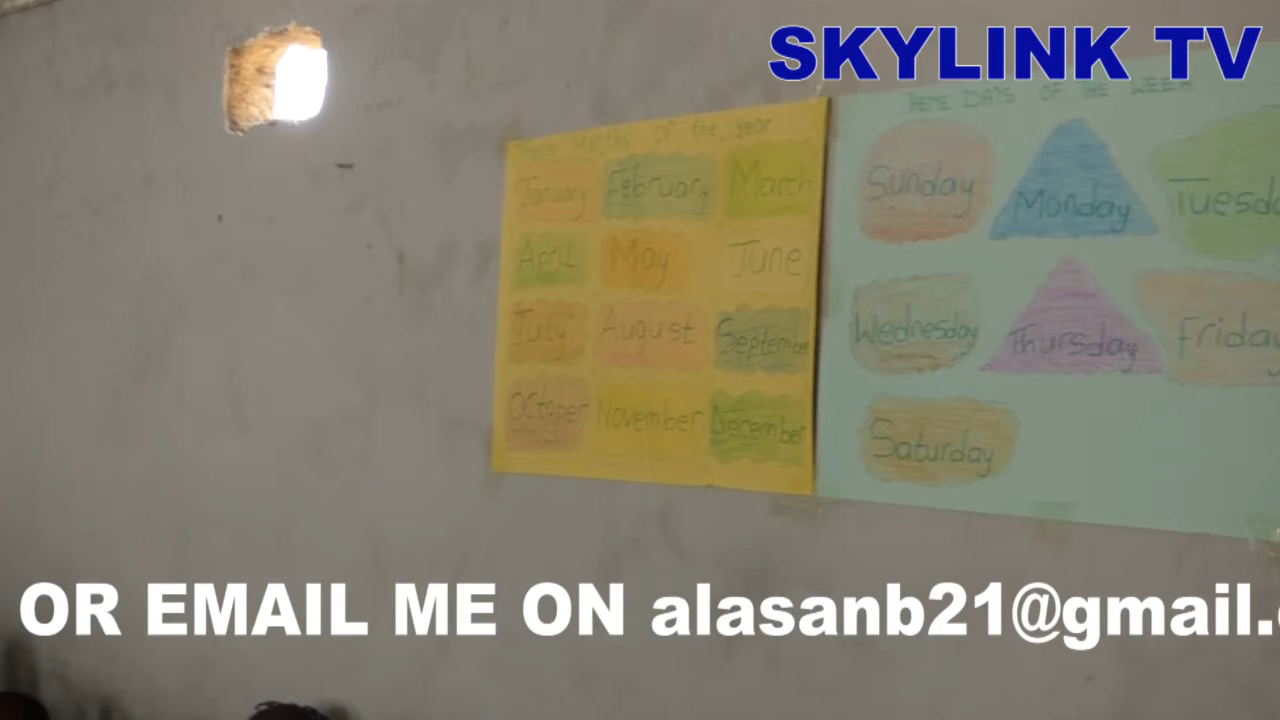 SKYLINK TV
Months of the year
January February March
April May June
July August September
October November December
DAYS OF THE WEEK
Sunday Monday Tuesda
Wednesday Thursday Friday
Saturday
OR EMAIL ME ON alasanb21@gmail.